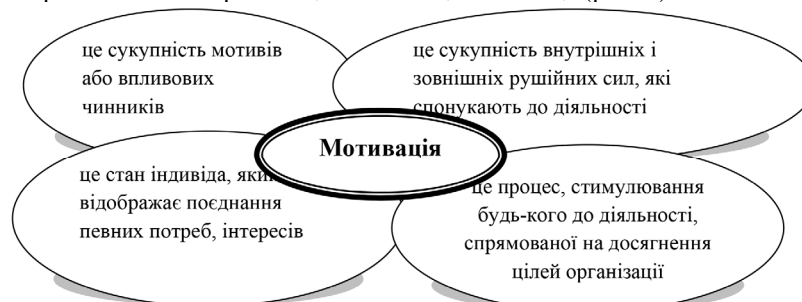 це сукупність мотивів
або впливових
чинників
це сукупність внутрішніх і
зовнішніх рушійних сил, які
спонукають до діяльності
Мотивація
це стан індивіда, який
відображає поєднання
певних потреб, інтересів
це процес, стимулювання
будь-кого до діяльності,
спрямованої на досягнення
цілей організації